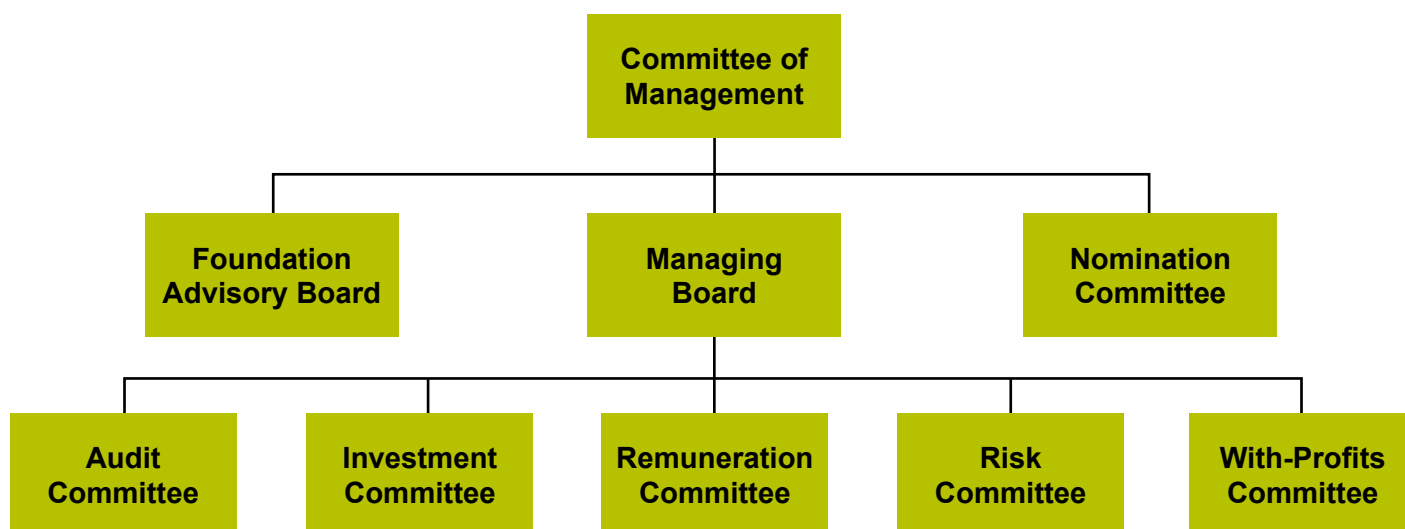 Committee of
Management
Foundation
Advisory Board
Managing
Board
Nomination
Committee
Audit
Committee
Investment
Committee
Remuneration
Committee
Risk
Committee
With-Profits
Committee